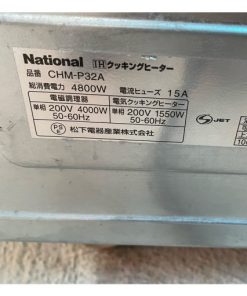 National IHクッキングヒーター
品番 CHM-P32A
総消費電力 4800W 電流ヒューズ 15A
電磁調理器 電気クッキングヒーター
単相 200V 4000W 50-60Hz 単相 200V 1550W 50-60Hz
PSE 松下電器産業株式会社
JET